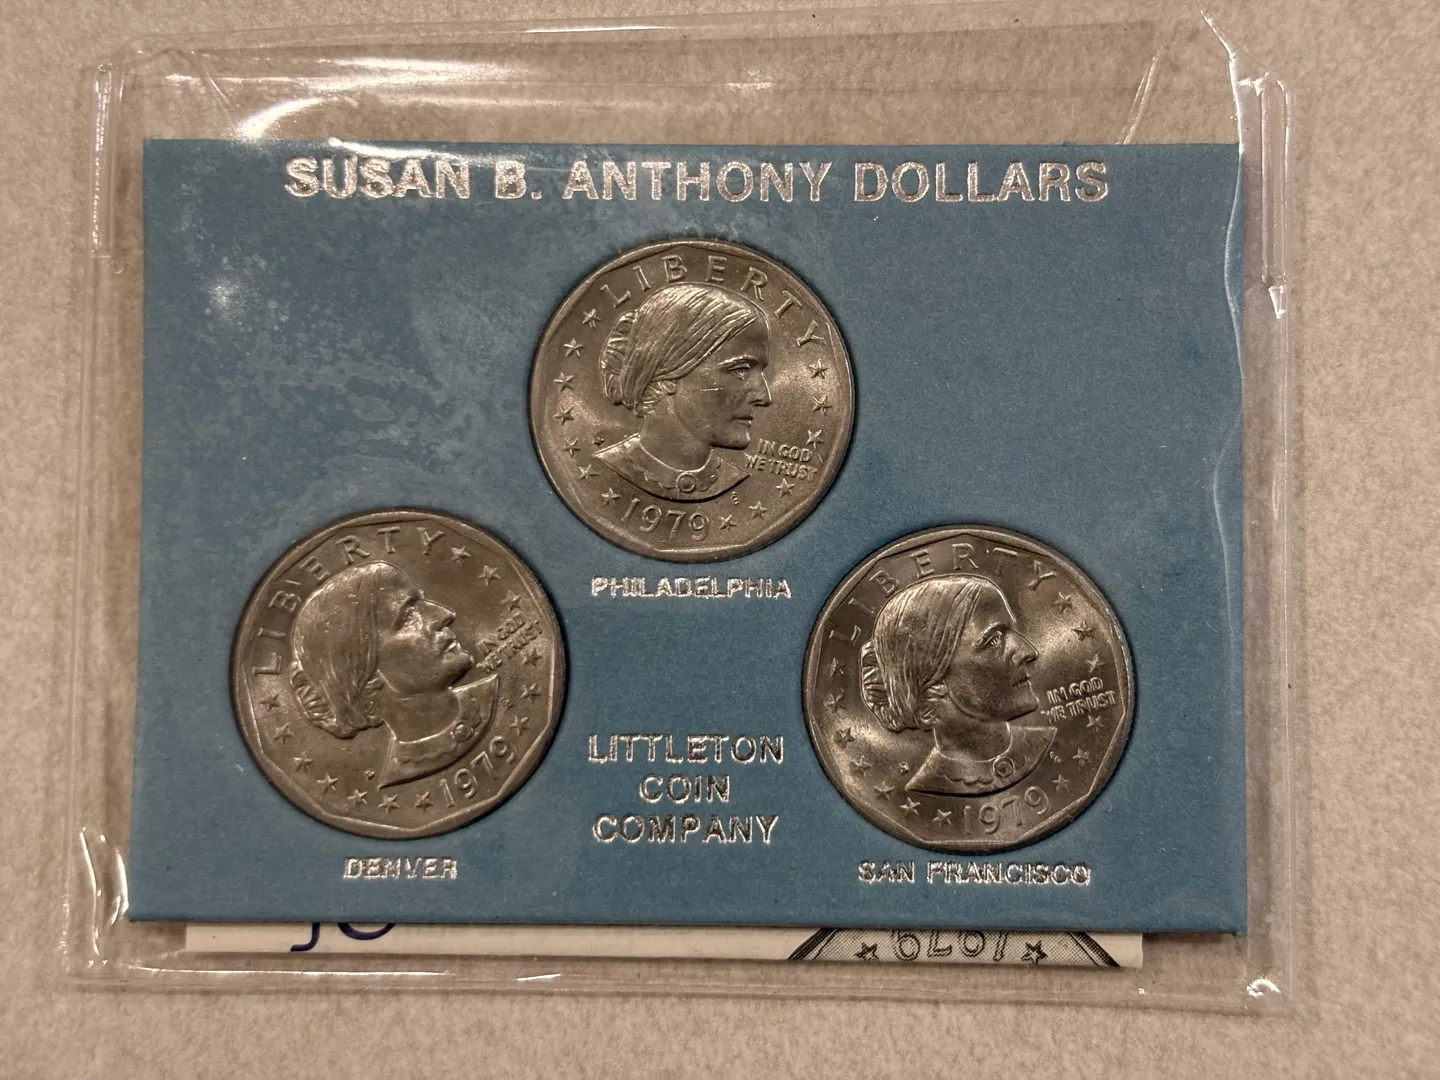 SUSAN B. ANTHONY DOLLARS
LIBERTY
IN GOD
WE TRUST
1979
PHILADELPHIA
LIBERTY
IN GOD
WE TRUST
1979
DENVER
LITTLETON
COIN
COMPANY
LIBERTY
IN GOD
WE TRUST
1979
SAN FRANCISCO
1979